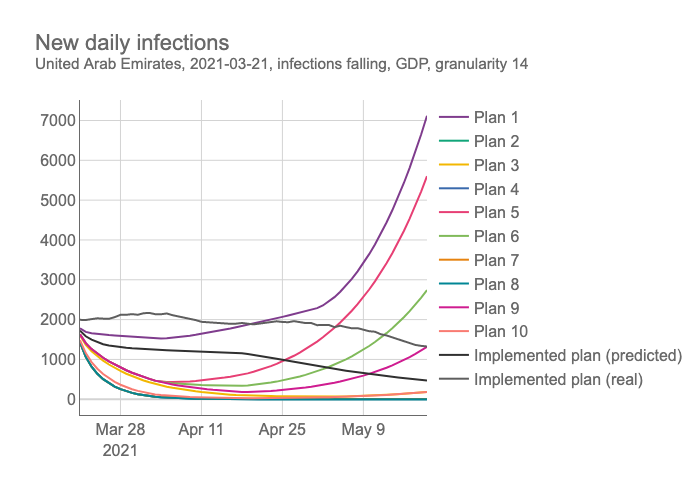 New daily infections
United Arab Emirates, 2021-03-21, infections falling, GDP, granularity 14
7000
6000
5000
4000
3000
2000
1000
0
Mar 28
2021
Apr 11
Apr 25
May 9
Plan 1
Plan 2
Plan 3
Plan 4
Plan 5
Plan 6
Plan 7
Plan 8
Plan 9
Plan 10
Implemented plan (predicted)
Implemented plan (real)